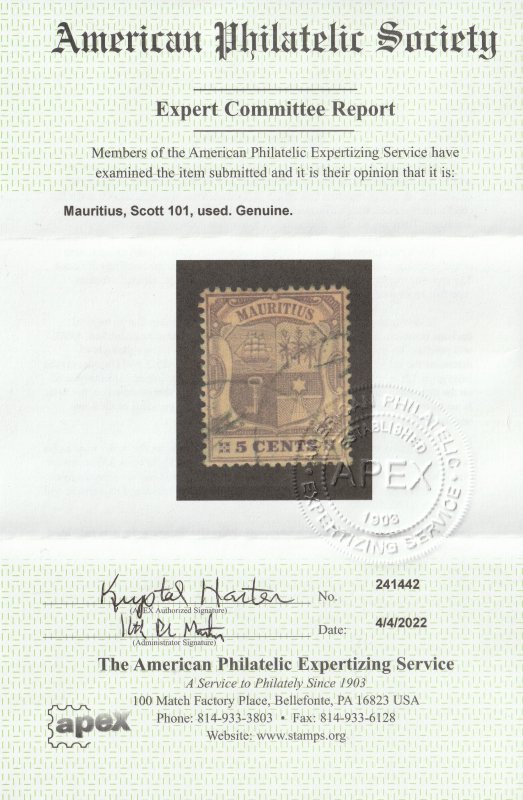 American Philatelic Society
Expert Committee Report
Members of the American Philatelic Expertizing Service have
examined the item submitted and it is their opinion that it is:
Mauritius, Scott 101, used. Genuine.
MAURITIUS
5 CENTS
PHILATELIC
ESTABLISHED
APEX
1903
EXPERTIZING SERVICE
Krystal Harter
(APEX Authorized Signature)
No.
241442
(Administrator Signature)
Date:
4/4/2022
The American Philatelic Expertizing Service
A Service to Philately Since 1903
100 Match Factory Place, Bellefonte, PA 16823 USA
Phone: 814-933-3803 • Fax: 814-933-6128
Website: www.stamps.org
apex